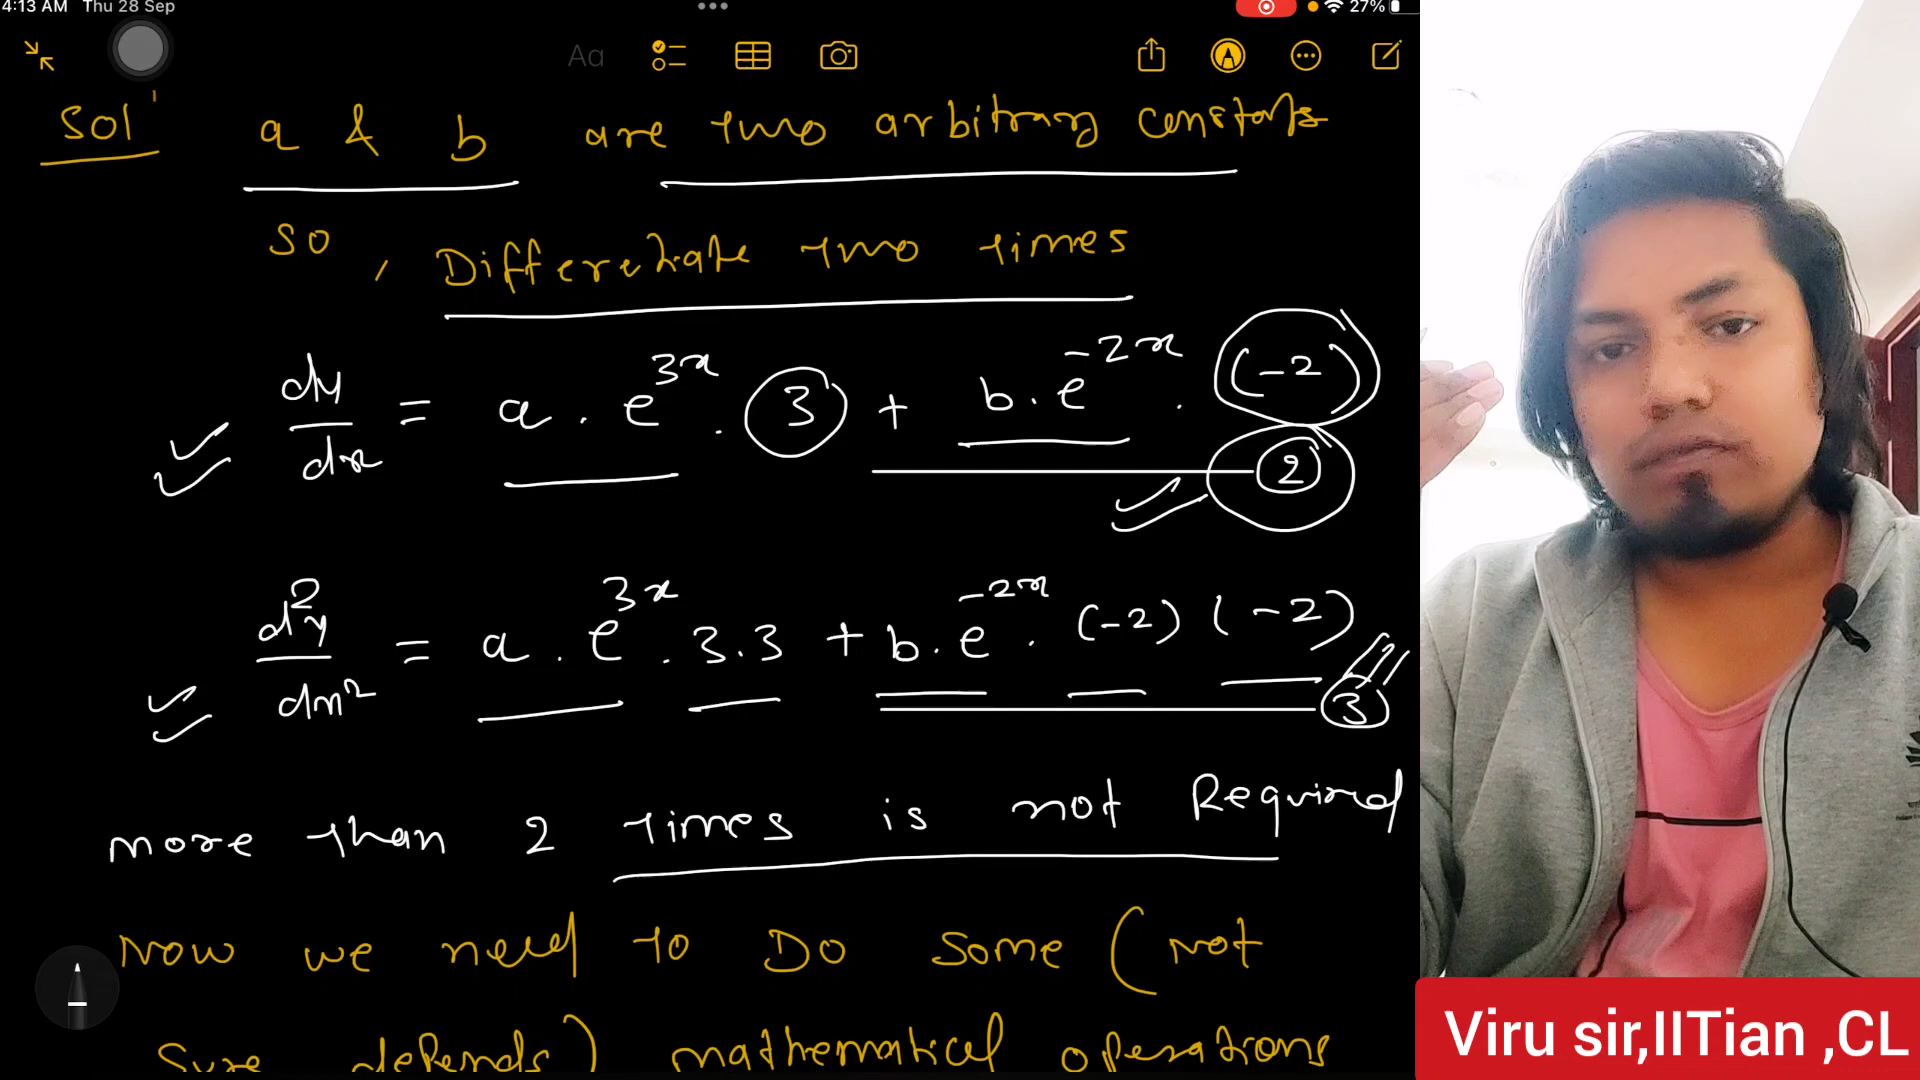 4:13 AM Thu 28 Sep
27%
Aa
Sol'
a & b are two arbitrary constants
so, Differentiate two times
dy/dx = a . e^3x . 3 + b . e^-2x . (-2)
2
d²y/dx² = a . e^3x . 3 . 3 + b . e^-2x . (-2) (-2)
3
more than 2 times is not Required
Now we need to Do some (not
sure depends) mathematical operations
Viru sir,IITian ,CL